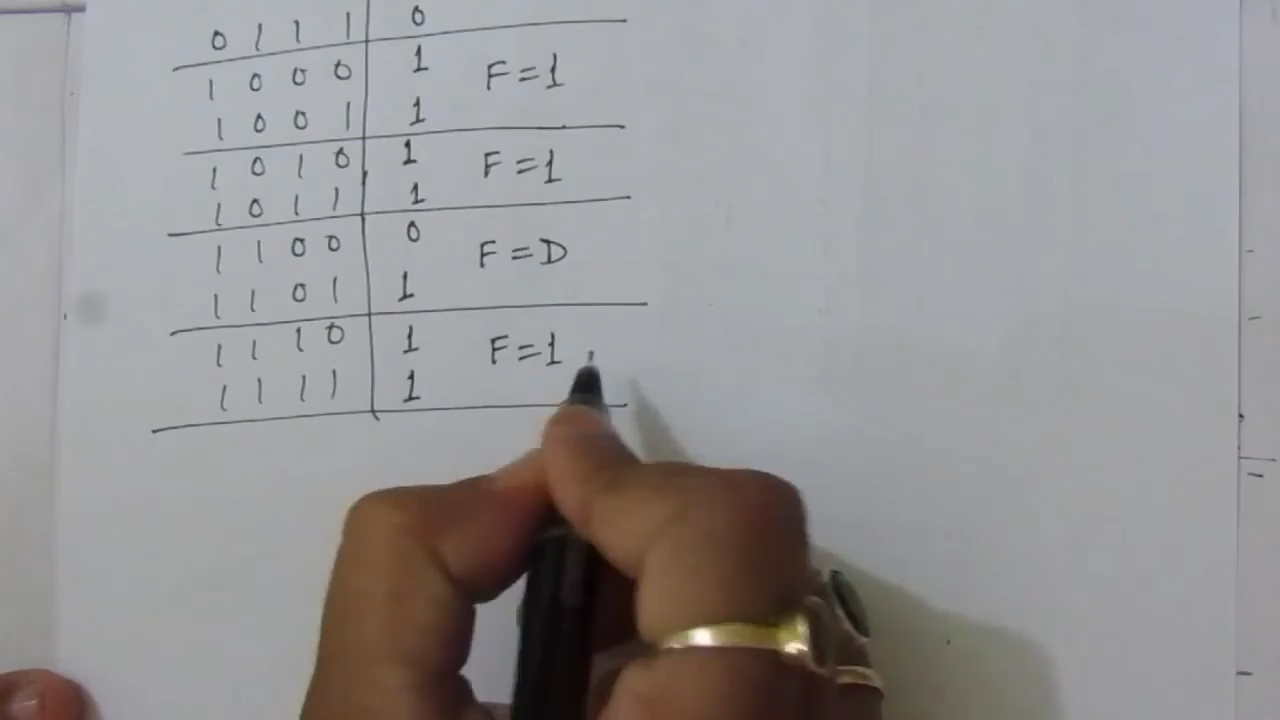 0 1 1 1 0
1 0 0 0 1 F=1
1 0 0 1 1
1 0 1 0 1 F=1
1 0 1 1 1
1 1 0 0 0 F=D
1 1 0 1 1
1 1 1 0 1 F=1
1 1 1 1 1